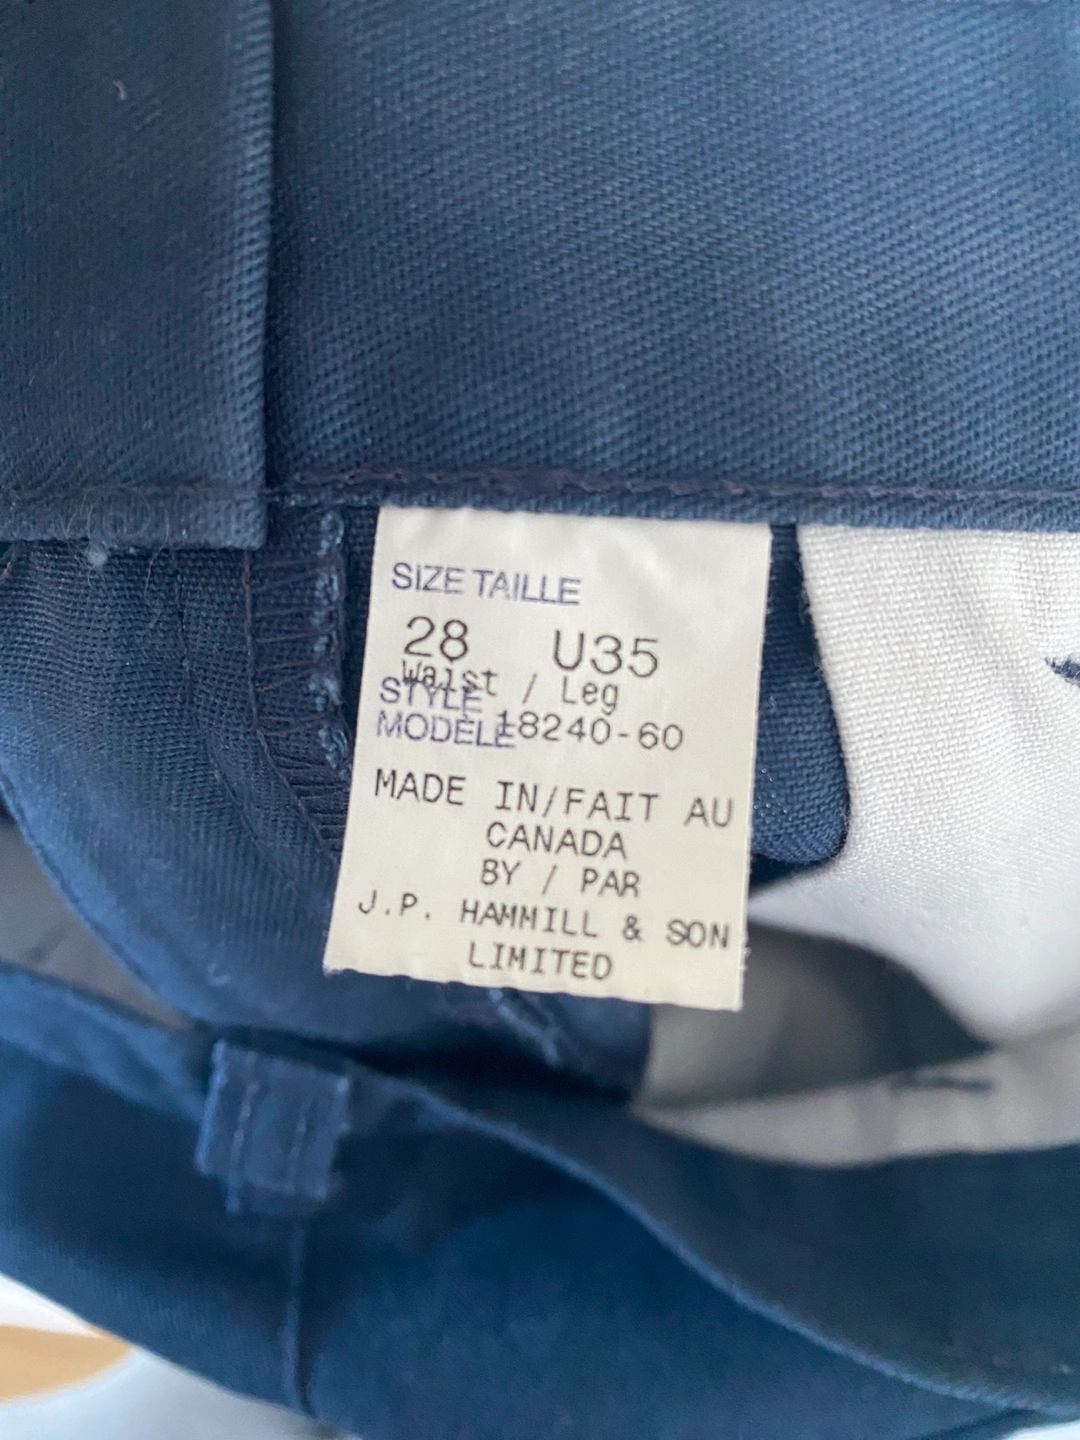 SIZE TAILLE
28 U35
Waist / Leg
STYLE
MODÈLE 18240-60
MADE IN/FAIT AU
CANADA
BY / PAR
J.P. HAMMILL & SON
LIMITED